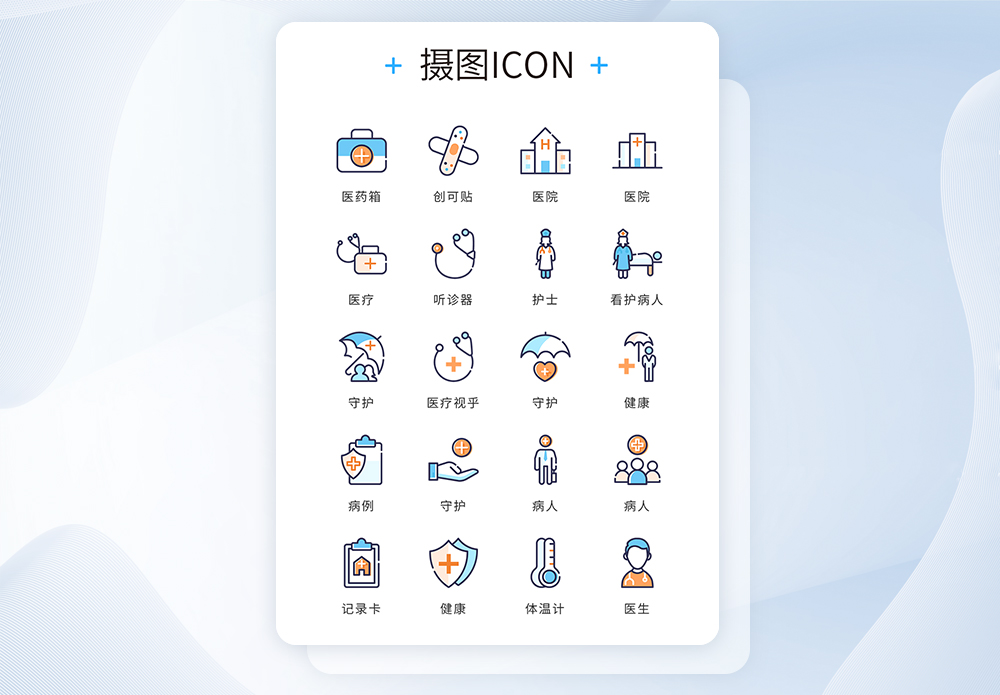 + 摄图ICON +
医药箱 创可贴 医院 医院
H
医疗 听诊器 护士 看护病人
守护 医疗视乎 守护 健康
病例 守护 病人 病人
记录卡 健康 体温计 医生